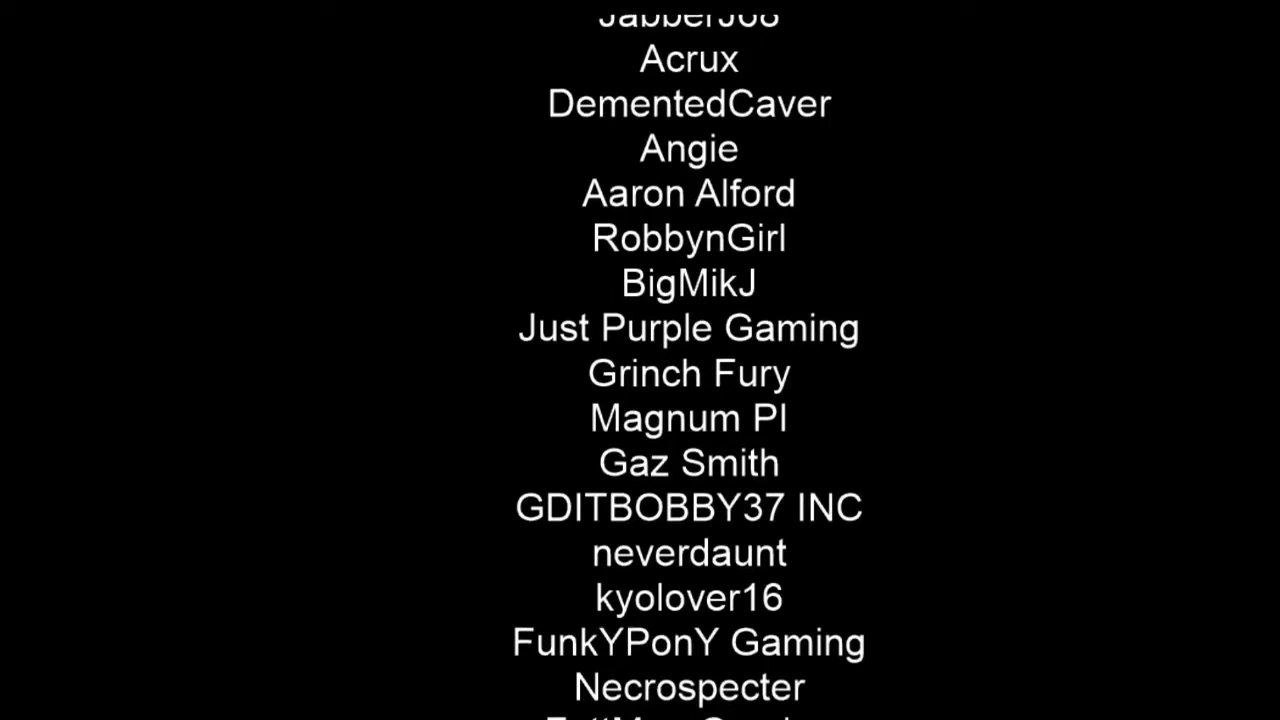 JabberJ68
Acrux
DementedCaver
Angie
Aaron Alford
RobbynGirl
BigMikJ
Just Purple Gaming
Grinch Fury
Magnum PI
Gaz Smith
GDITBOBBY37 INC
neverdaunt
kyolover16
FunkYPonY Gaming
Necrospecter